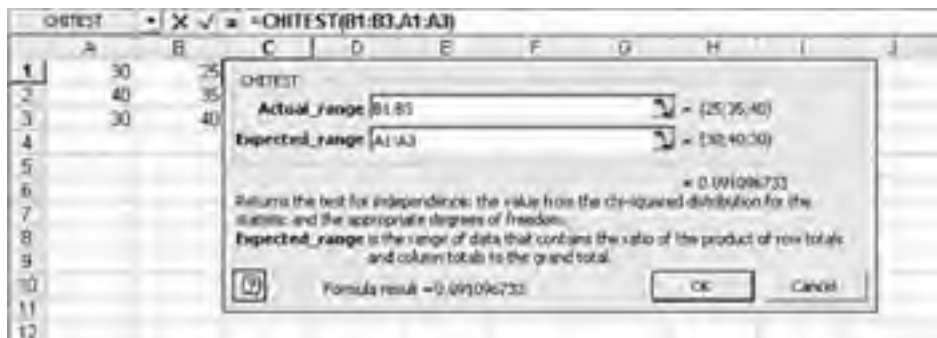 CHITEST X = =CHITEST(B1:B3,A1:A3)
A B C D E F G H I J
1 30 25
2 40 35
3 30 40
4
5
6
7
8
9
10
11
12
CHITEST
Actual_range B1:B3 = {25;35;40}
Expected_range A1:A3 = {30;40;30}
= 0.091096733
Returns the test for independence: the value from the chi-squared distribution for the
statistic and the appropriate degrees of freedom.
Expected_range is the range of data that contains the ratio of the product of row totals
and column totals to the grand total.
? Formula result =0.091096733 OK Cancel